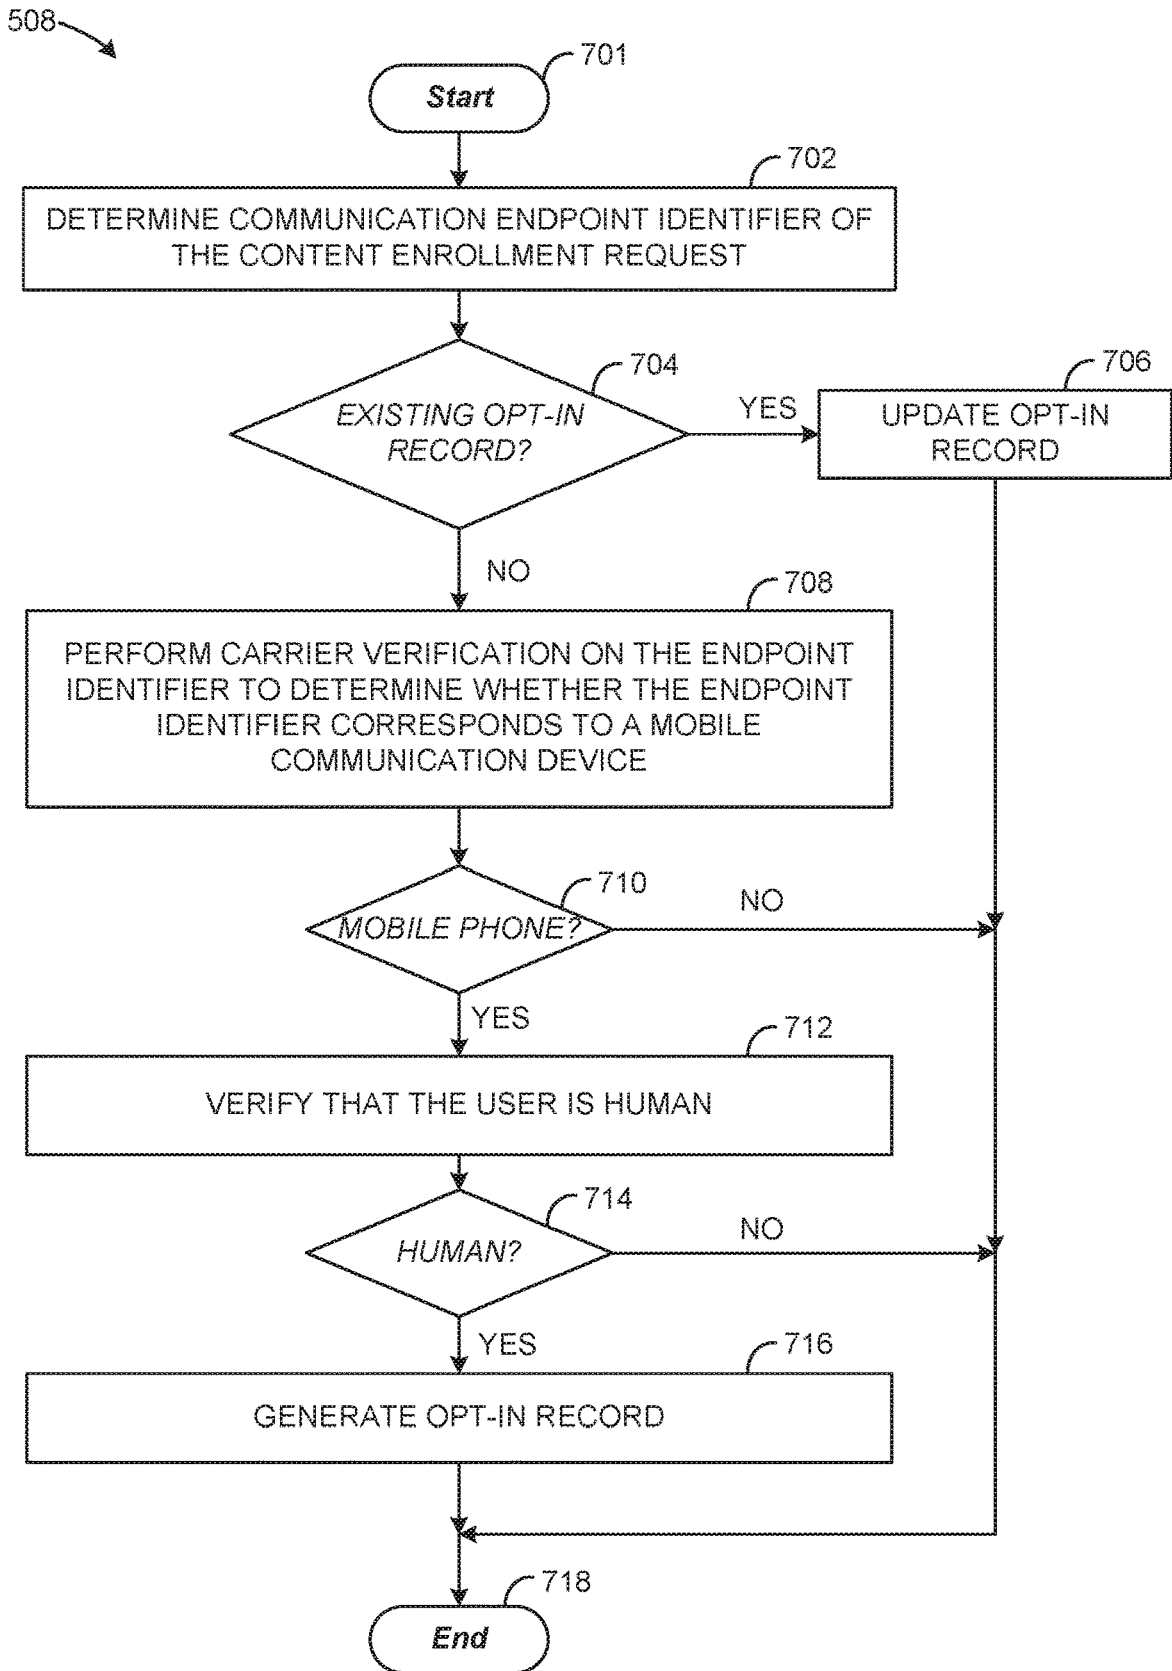 508
701
Start
702
DETERMINE COMMUNICATION ENDPOINT IDENTIFIER OF
THE CONTENT ENROLLMENT REQUEST
704
EXISTING OPT-IN
RECORD?
YES
706
UPDATE OPT-IN
RECORD
NO
708
PERFORM CARRIER VERIFICATION ON THE ENDPOINT
IDENTIFIER TO DETERMINE WHETHER THE ENDPOINT
IDENTIFIER CORRESPONDS TO A MOBILE
COMMUNICATION DEVICE
710
MOBILE PHONE?
NO
YES
712
VERIFY THAT THE USER IS HUMAN
714
HUMAN?
NO
YES
716
GENERATE OPT-IN RECORD
718
End